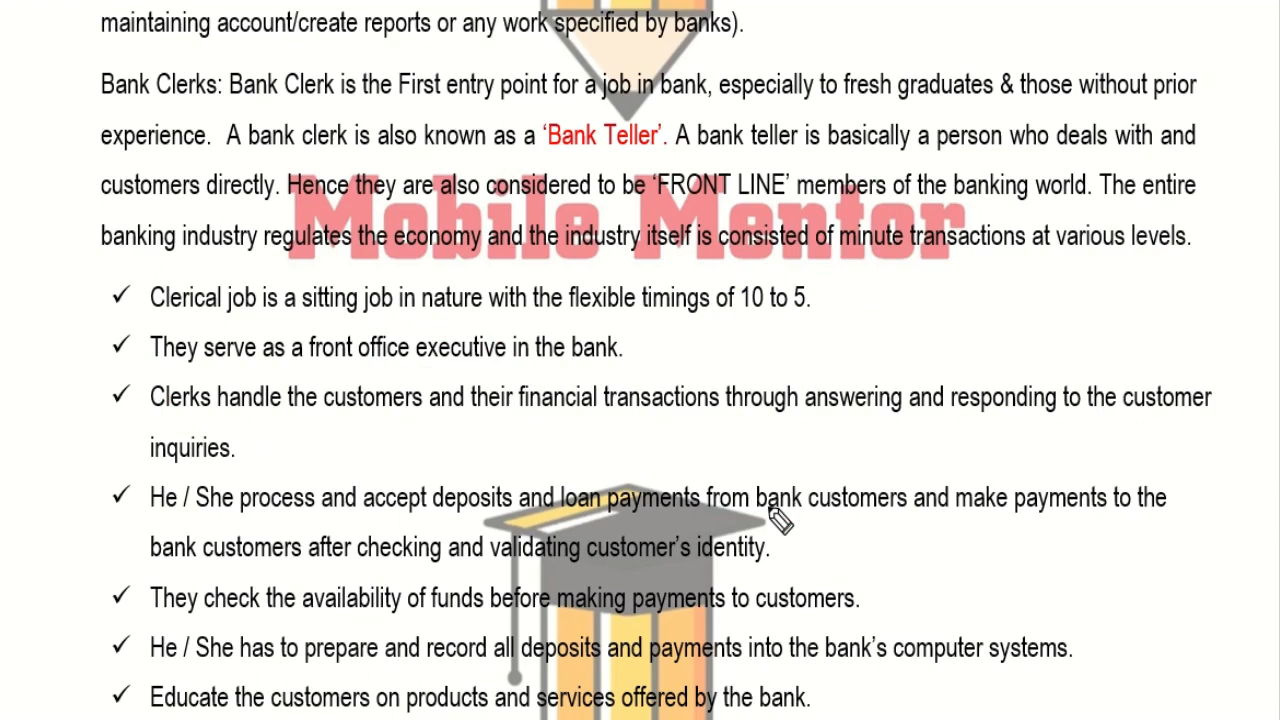 maintaining account/create reports or any work specified by banks).
Bank Clerks: Bank Clerk is the First entry point for a job in bank, especially to fresh graduates & those without prior
experience.  A bank clerk is also known as a ‘Bank Teller’. A bank teller is basically a person who deals with and
customers directly. Hence they are also considered to be ‘FRONT LINE’ members of the banking world. The entire
banking industry regulates the economy and the industry itself is consisted of minute transactions at various levels.
Mobile Mentor
✓ Clerical job is a sitting job in nature with the flexible timings of 10 to 5.
✓ They serve as a front office executive in the bank.
✓ Clerks handle the customers and their financial transactions through answering and responding to the customer
inquiries.
✓ He / She process and accept deposits and loan payments from bank customers and make payments to the
bank customers after checking and validating customer’s identity.
✓ They check the availability of funds before making payments to customers.
✓ He / She has to prepare and record all deposits and payments into the bank’s computer systems.
✓ Educate the customers on products and services offered by the bank.